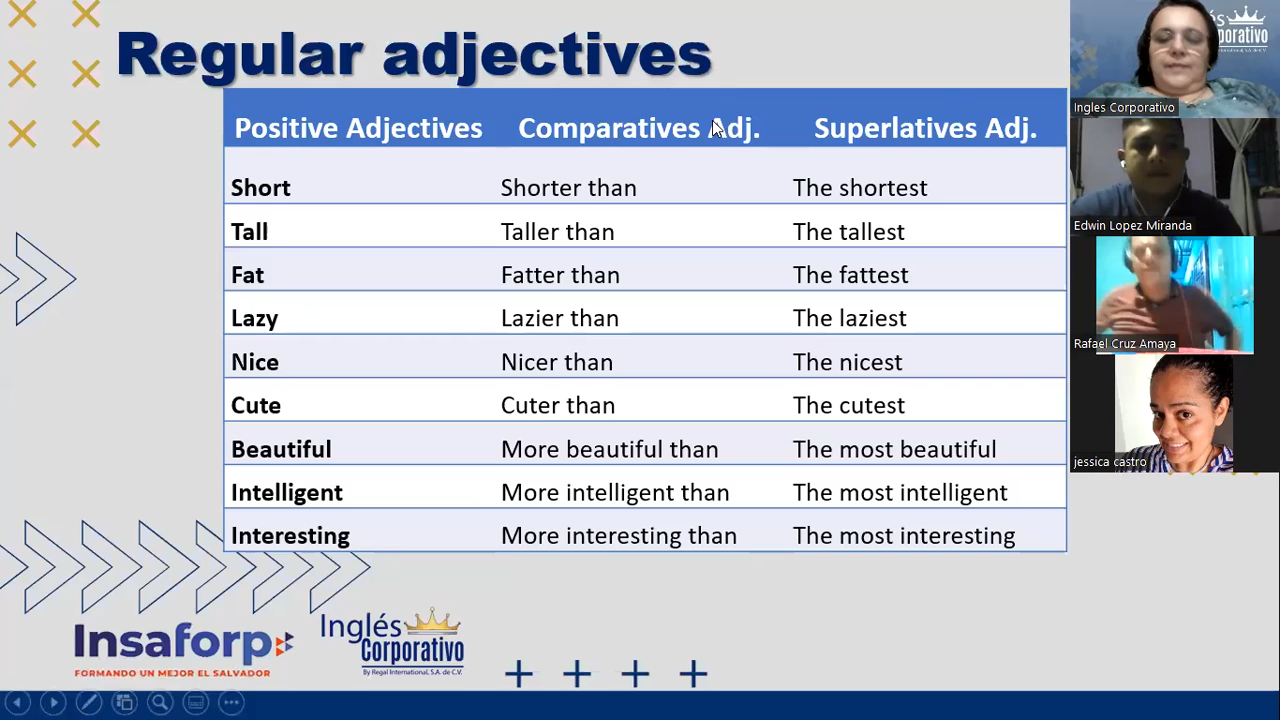 Regular adjectives
Positive Adjectives Comparatives Adj. Superlatives Adj.
Short Shorter than The shortest
Tall Taller than The tallest
Fat Fatter than The fattest
Lazy Lazier than The laziest
Nice Nicer than The nicest
Cute Cuter than The cutest
Beautiful More beautiful than The most beautiful
Intelligent More intelligent than The most intelligent
Interesting More interesting than The most interesting
Insaforp
FORMANDO UN MEJOR EL SALVADOR
Inglés
Corporativo
By Regal International, S.A. de C.V.
Ingles Corporativo
Edwin Lopez Miranda
Rafael Cruz Amaya
jessica castro